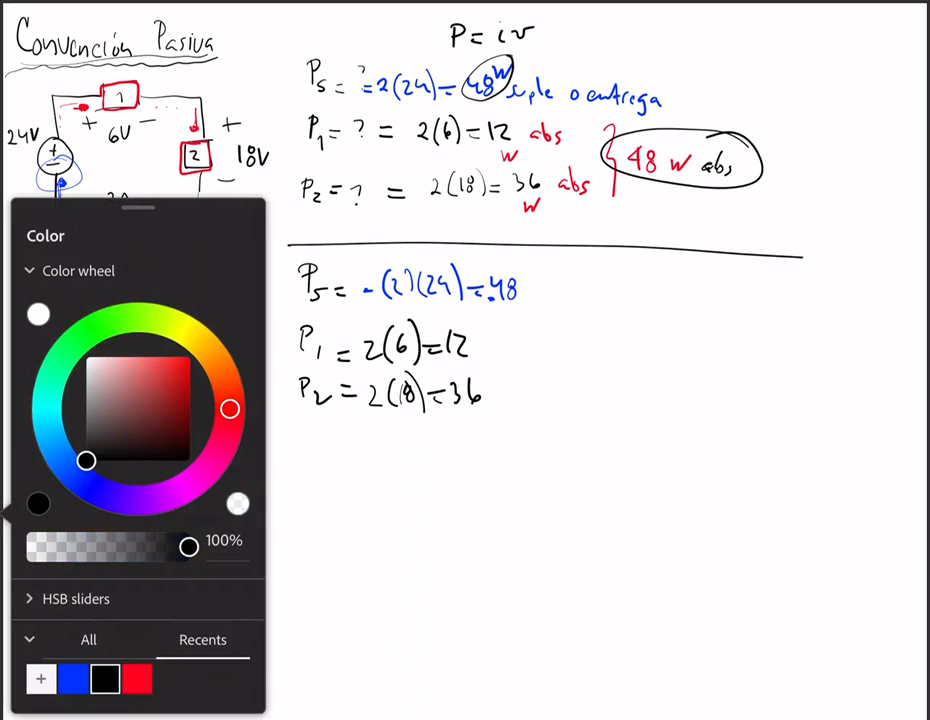 Convención Pasiva
P = i v
Ps = ? = 2(24) = 48 W suple o entrega
P1 = ? = 2(6) = 12 W abs
P2 = ? = 2(18) = 36 W abs
48 W abs
1
+ 6V −
24V
+
−
2
+
18V
−
Ps = -(2)(24) = -48
P1 = 2(6) = 12
P2 = 2(18) = 36
Color
Color wheel
100%
HSB sliders
All
Recents
+